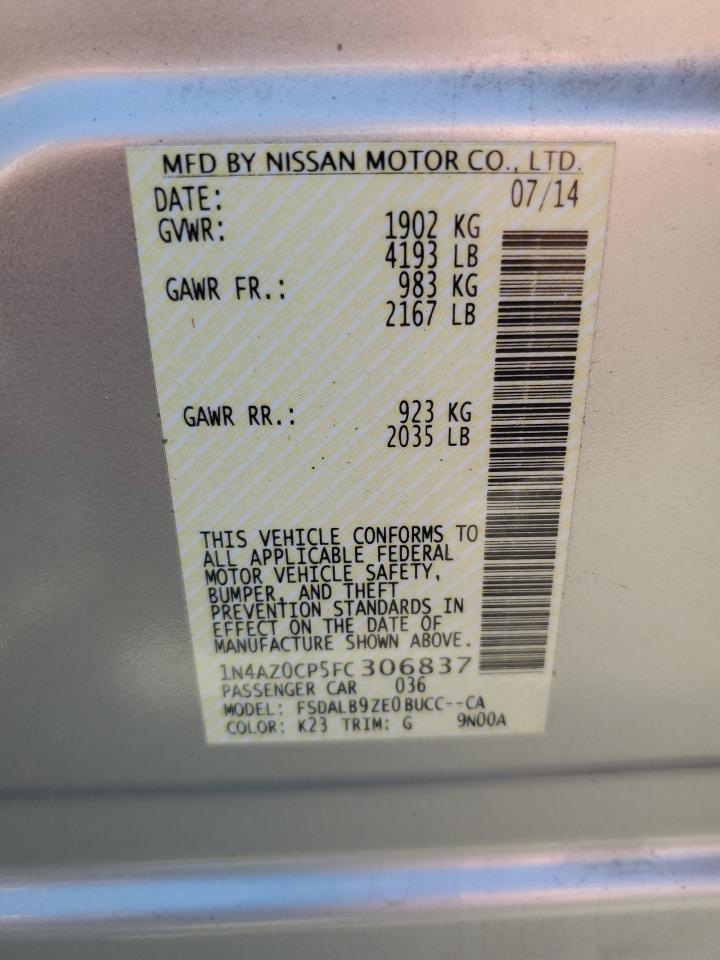 MFD BY NISSAN MOTOR CO., LTD.
DATE: 07/14
GVWR: 1902 KG
4193 LB
GAWR FR.: 983 KG
2167 LB
GAWR RR.: 923 KG
2035 LB
THIS VEHICLE CONFORMS TO
ALL APPLICABLE FEDERAL
MOTOR VEHICLE SAFETY,
BUMPER, AND THEFT
PREVENTION STANDARDS IN
EFFECT ON THE DATE OF
MANUFACTURE SHOWN ABOVE.
1N4AZ0CP5FC306837
PASSENGER CAR 036
MODEL: FSDALB9ZE0BUCC--CA
COLOR: K23 TRIM: G 9N00A